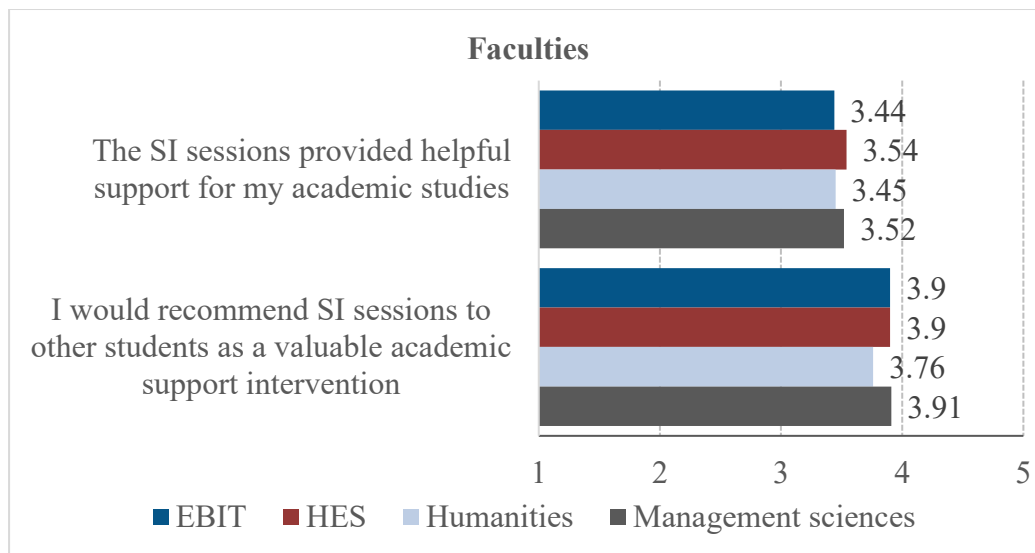 Faculties
The SI sessions provided helpful
support for my academic studies
3.44
3.54
3.45
3.52
I would recommend SI sessions to
other students as a valuable academic
support intervention
3.9
3.9
3.76
3.91
1 2 3 4 5
EBIT HES Humanities Management sciences